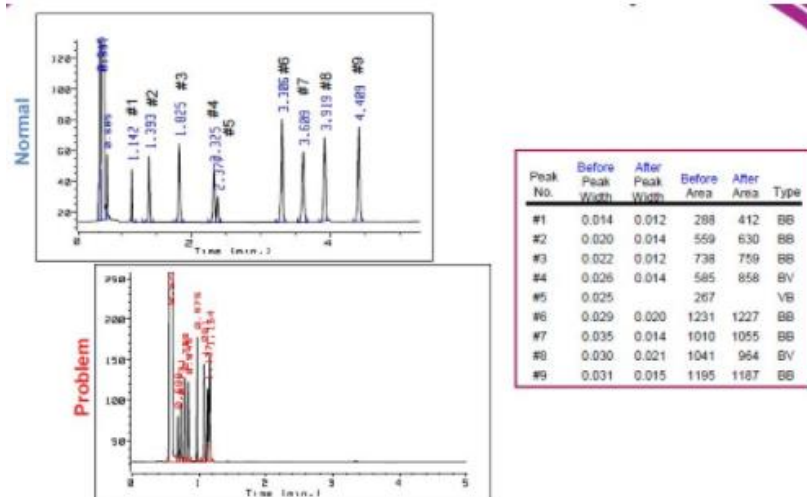 Normal
120
100
80
60
40
20
0.605
1.142 #1
1.393 #2
1.825 #3
2.325 #4
2.377 #5
3.306 #6
3.609 #7
3.919 #8
4.409 #9
0 2 4
Time (min.)
Problem
250
200
150
100
50
0 1 2 3 4 5
Time (min.)
Peak No. Before Peak Width After Peak Width Before Area After Area Type
#1 0.014 0.012 288 412 BB
#2 0.020 0.014 559 630 BB
#3 0.022 0.012 738 759 BB
#4 0.026 0.014 585 858 BV
#5 0.025 267 VB
#6 0.029 0.020 1231 1227 BB
#7 0.035 0.014 1010 1055 BB
#8 0.030 0.021 1041 964 BV
#9 0.031 0.015 1195 1187 BB